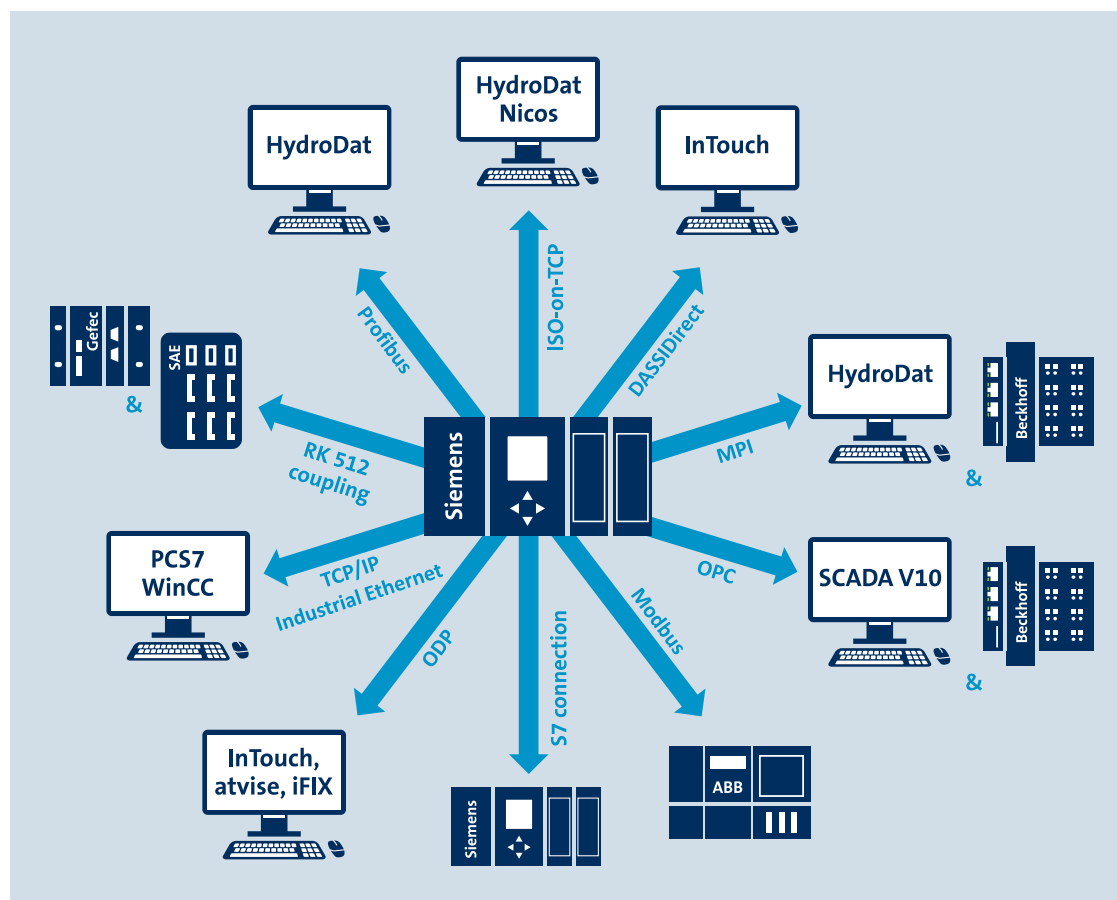 HydroDat
Nicos
HydroDat
InTouch
ISO-on-TCP
Profibus
DASSIDirect
Gefec
SAE
&
HydroDat
Beckhoff
&
RK 512
coupling
MPI
Siemens
PCS7
WinCC
TCP/IP
Industrial Ethernet
OPC
SCADA V10
Beckhoff
&
ODP
S7 connection
Modbus
InTouch,
atvise, iFIX
Siemens
ABB